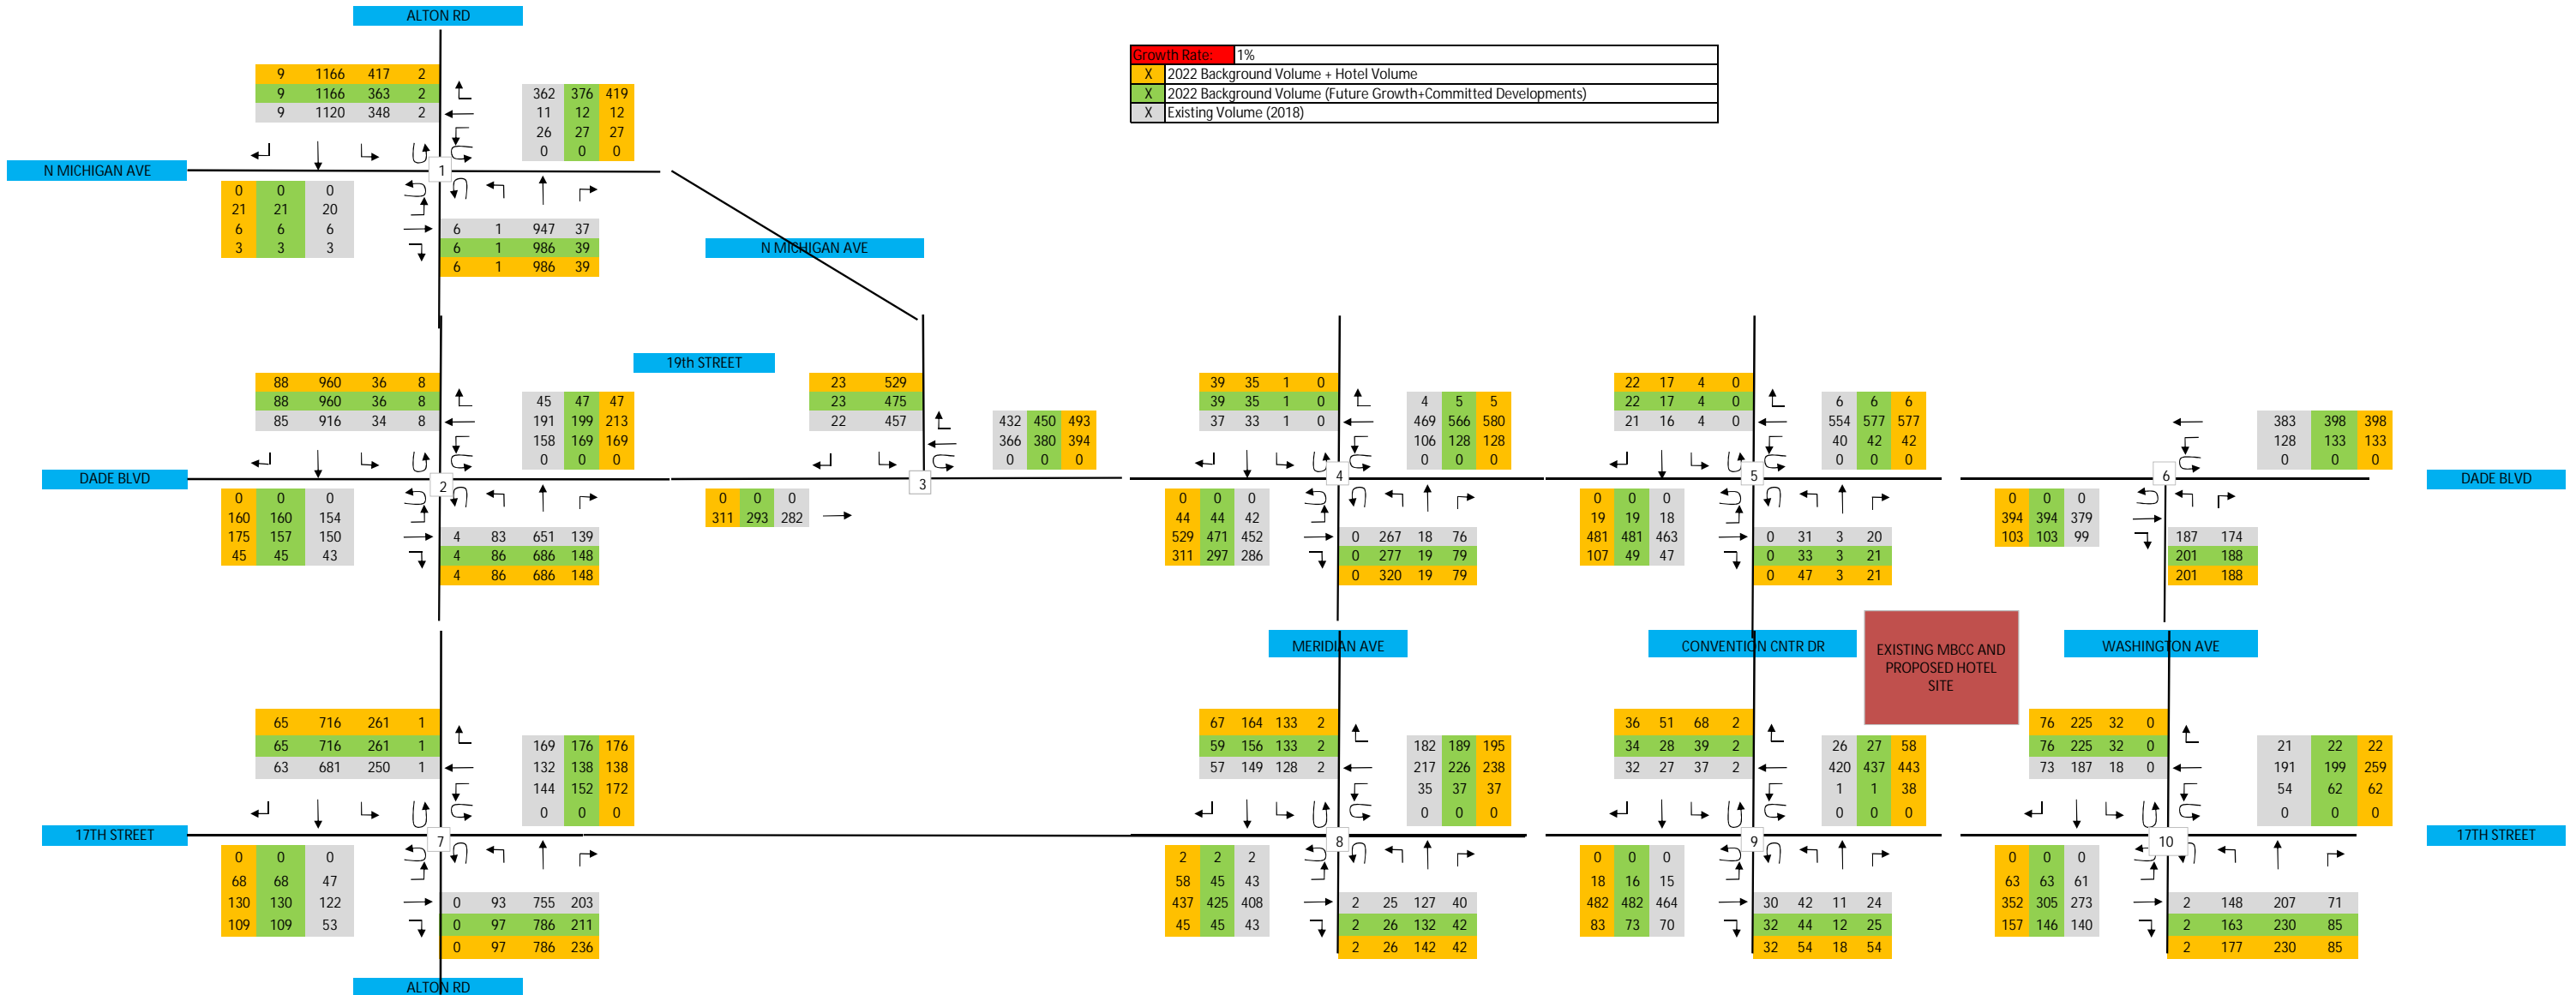 ALTON RD
Growth Rate: 1%
X 2022 Background Volume + Hotel Volume
X 2022 Background Volume (Future Growth+Committed Developments)
X Existing Volume (2018)
9 1166 417 2
9 1166 363 2
9 1120 348 2
362 376 419
11 12 12
26 27 27
0 0 0
N MICHIGAN AVE
1
0 0 0
21 21 20
6 6 6
3 3 3
6 1 947 37
6 1 986 39
6 1 986 39
N MICHIGAN AVE
19th STREET
88 960 36 8
88 960 36 8
85 916 34 8
45 47 47
191 199 213
158 169 169
0 0 0
23 529
23 475
22 457
432 450 493
366 380 394
0 0 0
39 35 1 0
39 35 1 0
37 33 1 0
4 5 5
469 566 580
106 128 128
0 0 0
22 17 4 0
22 17 4 0
21 16 4 0
6 6 6
554 577 577
40 42 42
0 0 0
383 398 398
128 133 133
0 0 0
DADE BLVD
2
3
4
5
6
DADE BLVD
0 0 0
160 160 154
175 157 150
45 45 43
4 83 651 139
4 86 686 148
4 86 686 148
0 0 0
311 293 282
0 0 0
44 44 42
529 471 452
311 297 286
0 267 18 76
0 277 19 79
0 320 19 79
0 0 0
19 19 18
481 481 463
107 49 47
0 31 3 20
0 33 3 21
0 47 3 21
0 0 0
394 394 379
103 103 99
187 174
201 188
201 188
MERIDIAN AVE
CONVENTION CNTR DR
EXISTING MBCC AND
PROPOSED HOTEL
SITE
WASHINGTON AVE
65 716 261 1
65 716 261 1
63 681 250 1
169 176 176
132 138 138
144 152 172
0 0 0
67 164 133 2
59 156 133 2
57 149 128 2
182 189 195
217 226 238
35 37 37
0 0 0
36 51 68 2
34 28 39 2
32 27 37 2
26 27 58
420 437 443
1 1 38
0 0 0
76 225 32 0
76 225 32 0
73 187 18 0
21 22 22
191 199 259
54 62 62
0 0 0
17TH STREET
7
8
9
10
17TH STREET
0 0 0
68 68 47
130 130 122
109 109 53
0 93 755 203
0 97 786 211
0 97 786 236
2 2 2
58 45 43
437 425 408
45 45 43
2 25 127 40
2 26 132 42
2 26 142 42
0 0 0
18 16 15
482 482 464
83 73 70
30 42 11 24
32 44 12 25
32 54 18 54
0 0 0
63 63 61
352 305 273
157 146 140
2 148 207 71
2 163 230 85
2 177 230 85
ALTON RD